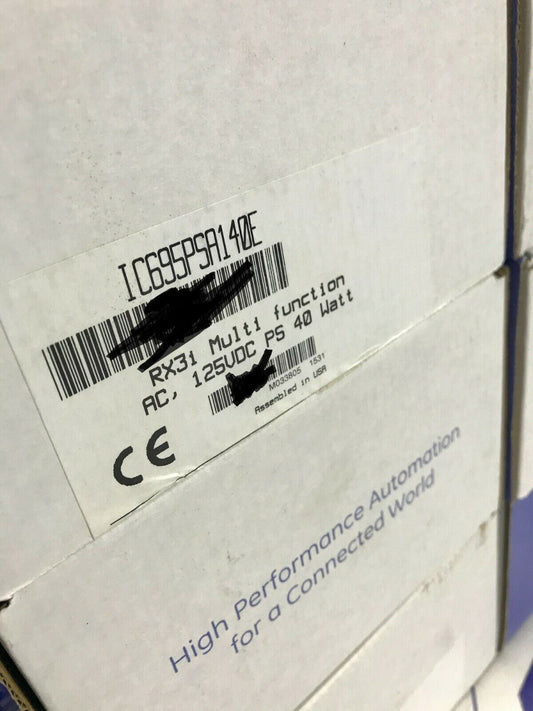 IC695PSA140E
RX3i Multi function
AC, 125VDC PS 40 Watt
M033805 1531
Assembled in USA
CE
High Performance Automation
for a Connected World